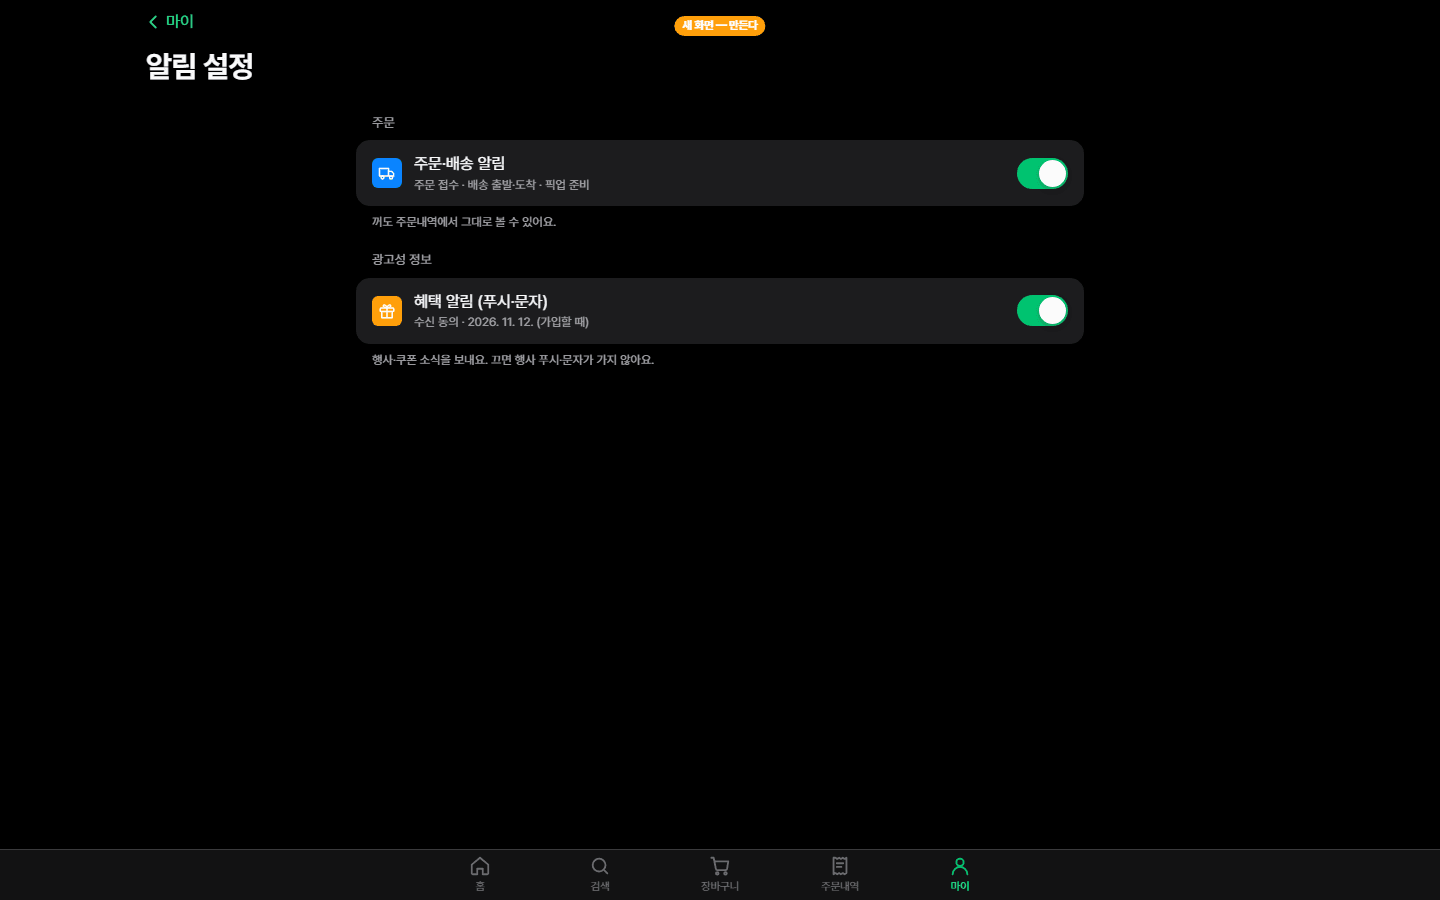 마이
새 화면 — 만든다
알림 설정
주문
주문·배송 알림
주문 접수 · 배송 출발·도착 · 픽업 준비
꺼도 주문내역에서 그대로 볼 수 있어요.
광고성 정보
혜택 알림 (푸시·문자)
수신 동의 · 2026. 11. 12. (가입할 때)
행사·쿠폰 소식을 보내요. 끄면 행사 푸시·문자가 가지 않아요.
홈
검색
장바구니
주문내역
마이